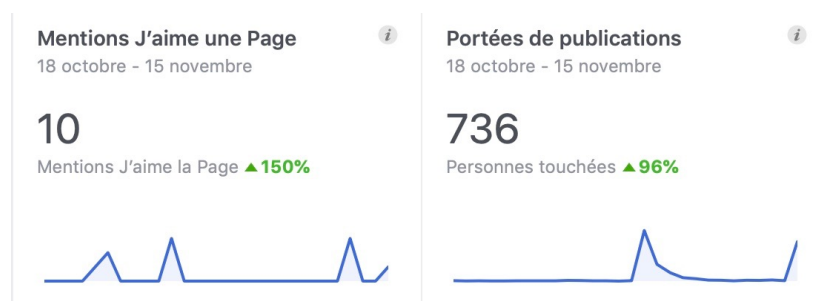 Mentions J’aime une Page
18 octobre - 15 novembre
10
Mentions J’aime la Page ▲150%
Portées de publications
18 octobre - 15 novembre
736
Personnes touchées ▲96%